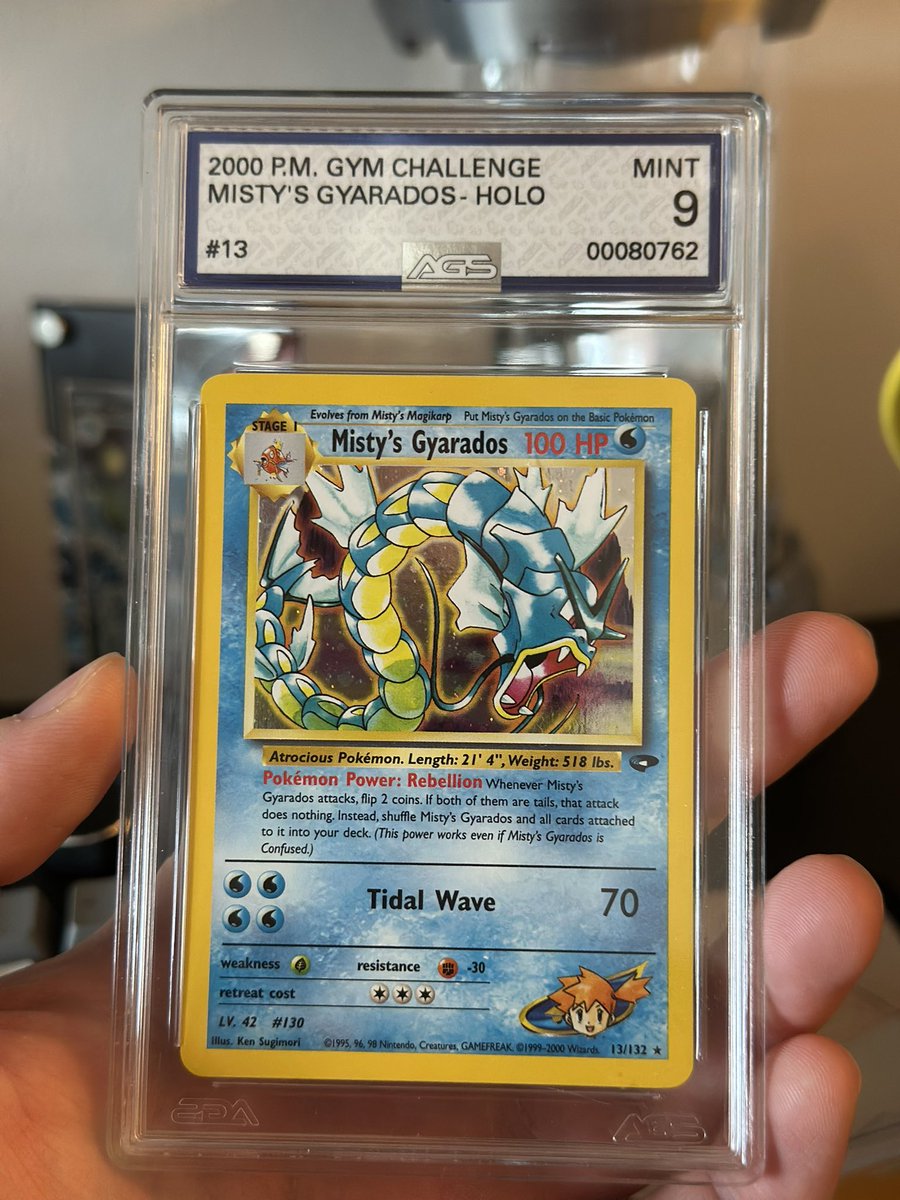 2000 P.M. GYM CHALLENGE MINT
MISTY'S GYARADOS - HOLO 9
#13 00080762
AGS
Evolves from Misty's Magikarp Put Misty's Gyarados on the Basic Pokémon
STAGE 1
Misty's Gyarados 100 HP
Atrocious Pokémon. Length: 21' 4", Weight: 518 lbs.
Pokémon Power: Rebellion Whenever Misty's
Gyarados attacks, flip 2 coins. If both of them are tails, that attack
does nothing. Instead, shuffle Misty's Gyarados and all cards attached
to it into your deck. (This power works even if Misty's Gyarados is
Confused.)
Tidal Wave 70
weakness resistance -30
retreat cost
LV. 42 #130
Illus. Ken Sugimori ©1995, 96, 98 Nintendo, Creatures, GAMEFREAK. ©1999-2000 Wizards. 13/132 ★
AGS AGS